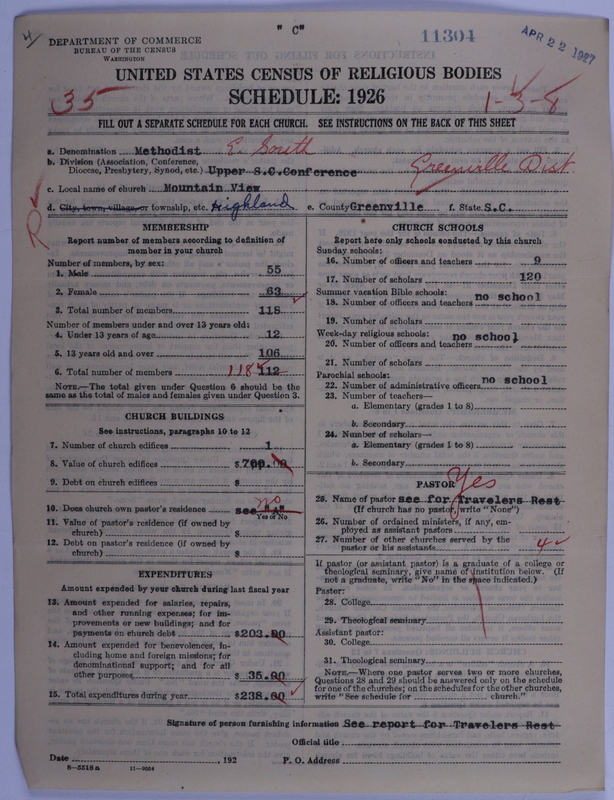 4
" C"
11304
APR 22 1927
DEPARTMENT OF COMMERCE
BUREAU OF THE CENSUS
WASHINGTON
UNITED STATES CENSUS OF RELIGIOUS BODIES
SCHEDULE: 1926
35
1-3-8
FILL OUT A SEPARATE SCHEDULE FOR EACH CHURCH. SEE INSTRUCTIONS ON THE BACK OF THIS SHEET
a. Denomination Methodist E. South
b. Division (Association, Conference,
Diocese, Presbytery, Synod, etc.) Upper S.C.Conference Greenville Dist
c. Local name of church Mountain View
d. City, town, village, or township, etc. Highland e. County Greenville f. State S.C.
R
MEMBERSHIP
Report number of members according to definition of
member in your church
Number of members, by sex:
1. Male 55
2. Female 63
3. Total number of members 118
Number of members under and over 13 years old:
4. Under 13 years of age 12
5. 13 years old and over 106
6. Total number of members 118 112
NOTE.—The total given under Question 6 should be the
same as the total of males and females given under Question 3.
CHURCH BUILDINGS
See instructions, paragraphs 10 to 12
7. Number of church edifices 1
8. Value of church edifices $700.00
9. Debt on church edifices $
10. Does church own pastor's residence No see "A"
Yes or No
11. Value of pastor's residence (if owned by
church) $
12. Debt on pastor's residence (if owned by
church) $
EXPENDITURES
Amount expended by your church during last fiscal year
13. Amount expended for salaries, repairs,
and other running expenses; for im-
provements or new buildings; and for
payments on church debt $203.00
14. Amount expended for benevolences, in-
cluding home and foreign missions; for
denominational support; and for all
other purposes $ 35.00
15. Total expenditures during year $238.00
CHURCH SCHOOLS
Report here only schools conducted by this church
Sunday schools:
16. Number of officers and teachers 9
17. Number of scholars 120
Summer vacation Bible schools:
18. Number of officers and teachers no school
19. Number of scholars
Week-day religious schools:
20. Number of officers and teachers no school
21. Number of scholars
Parochial schools:
22. Number of administrative officers no school
23. Number of teachers—
a. Elementary (grades 1 to 8)
b. Secondary
24. Number of scholars—
a. Elementary (grades 1 to 8)
b. Secondary
PASTOR Yes
25. Name of pastor see for Travelers Rest
(If church has no pastor, write "None")
26. Number of ordained ministers, if any, em-
ployed as assistant pastors
27. Number of other churches served by the
pastor or his assistants 4
If pastor (or assistant pastor) is a graduate of a college or
theological seminary, give name of institution below. (If
not a graduate, write "No" in the space indicated.)
Pastor:
28. College
29. Theological seminary
Assistant pastor:
30. College
31. Theological seminary
NOTE.—Where one pastor serves two or more churches,
Questions 28 and 29 should be answered only on the schedule
for one of the churches; on the schedules for the other churches,
write "See schedule for church."
Signature of person furnishing information See report for Travelers Rest
Official title
Date , 192 P. O. Address
8—5518 a 11—9004